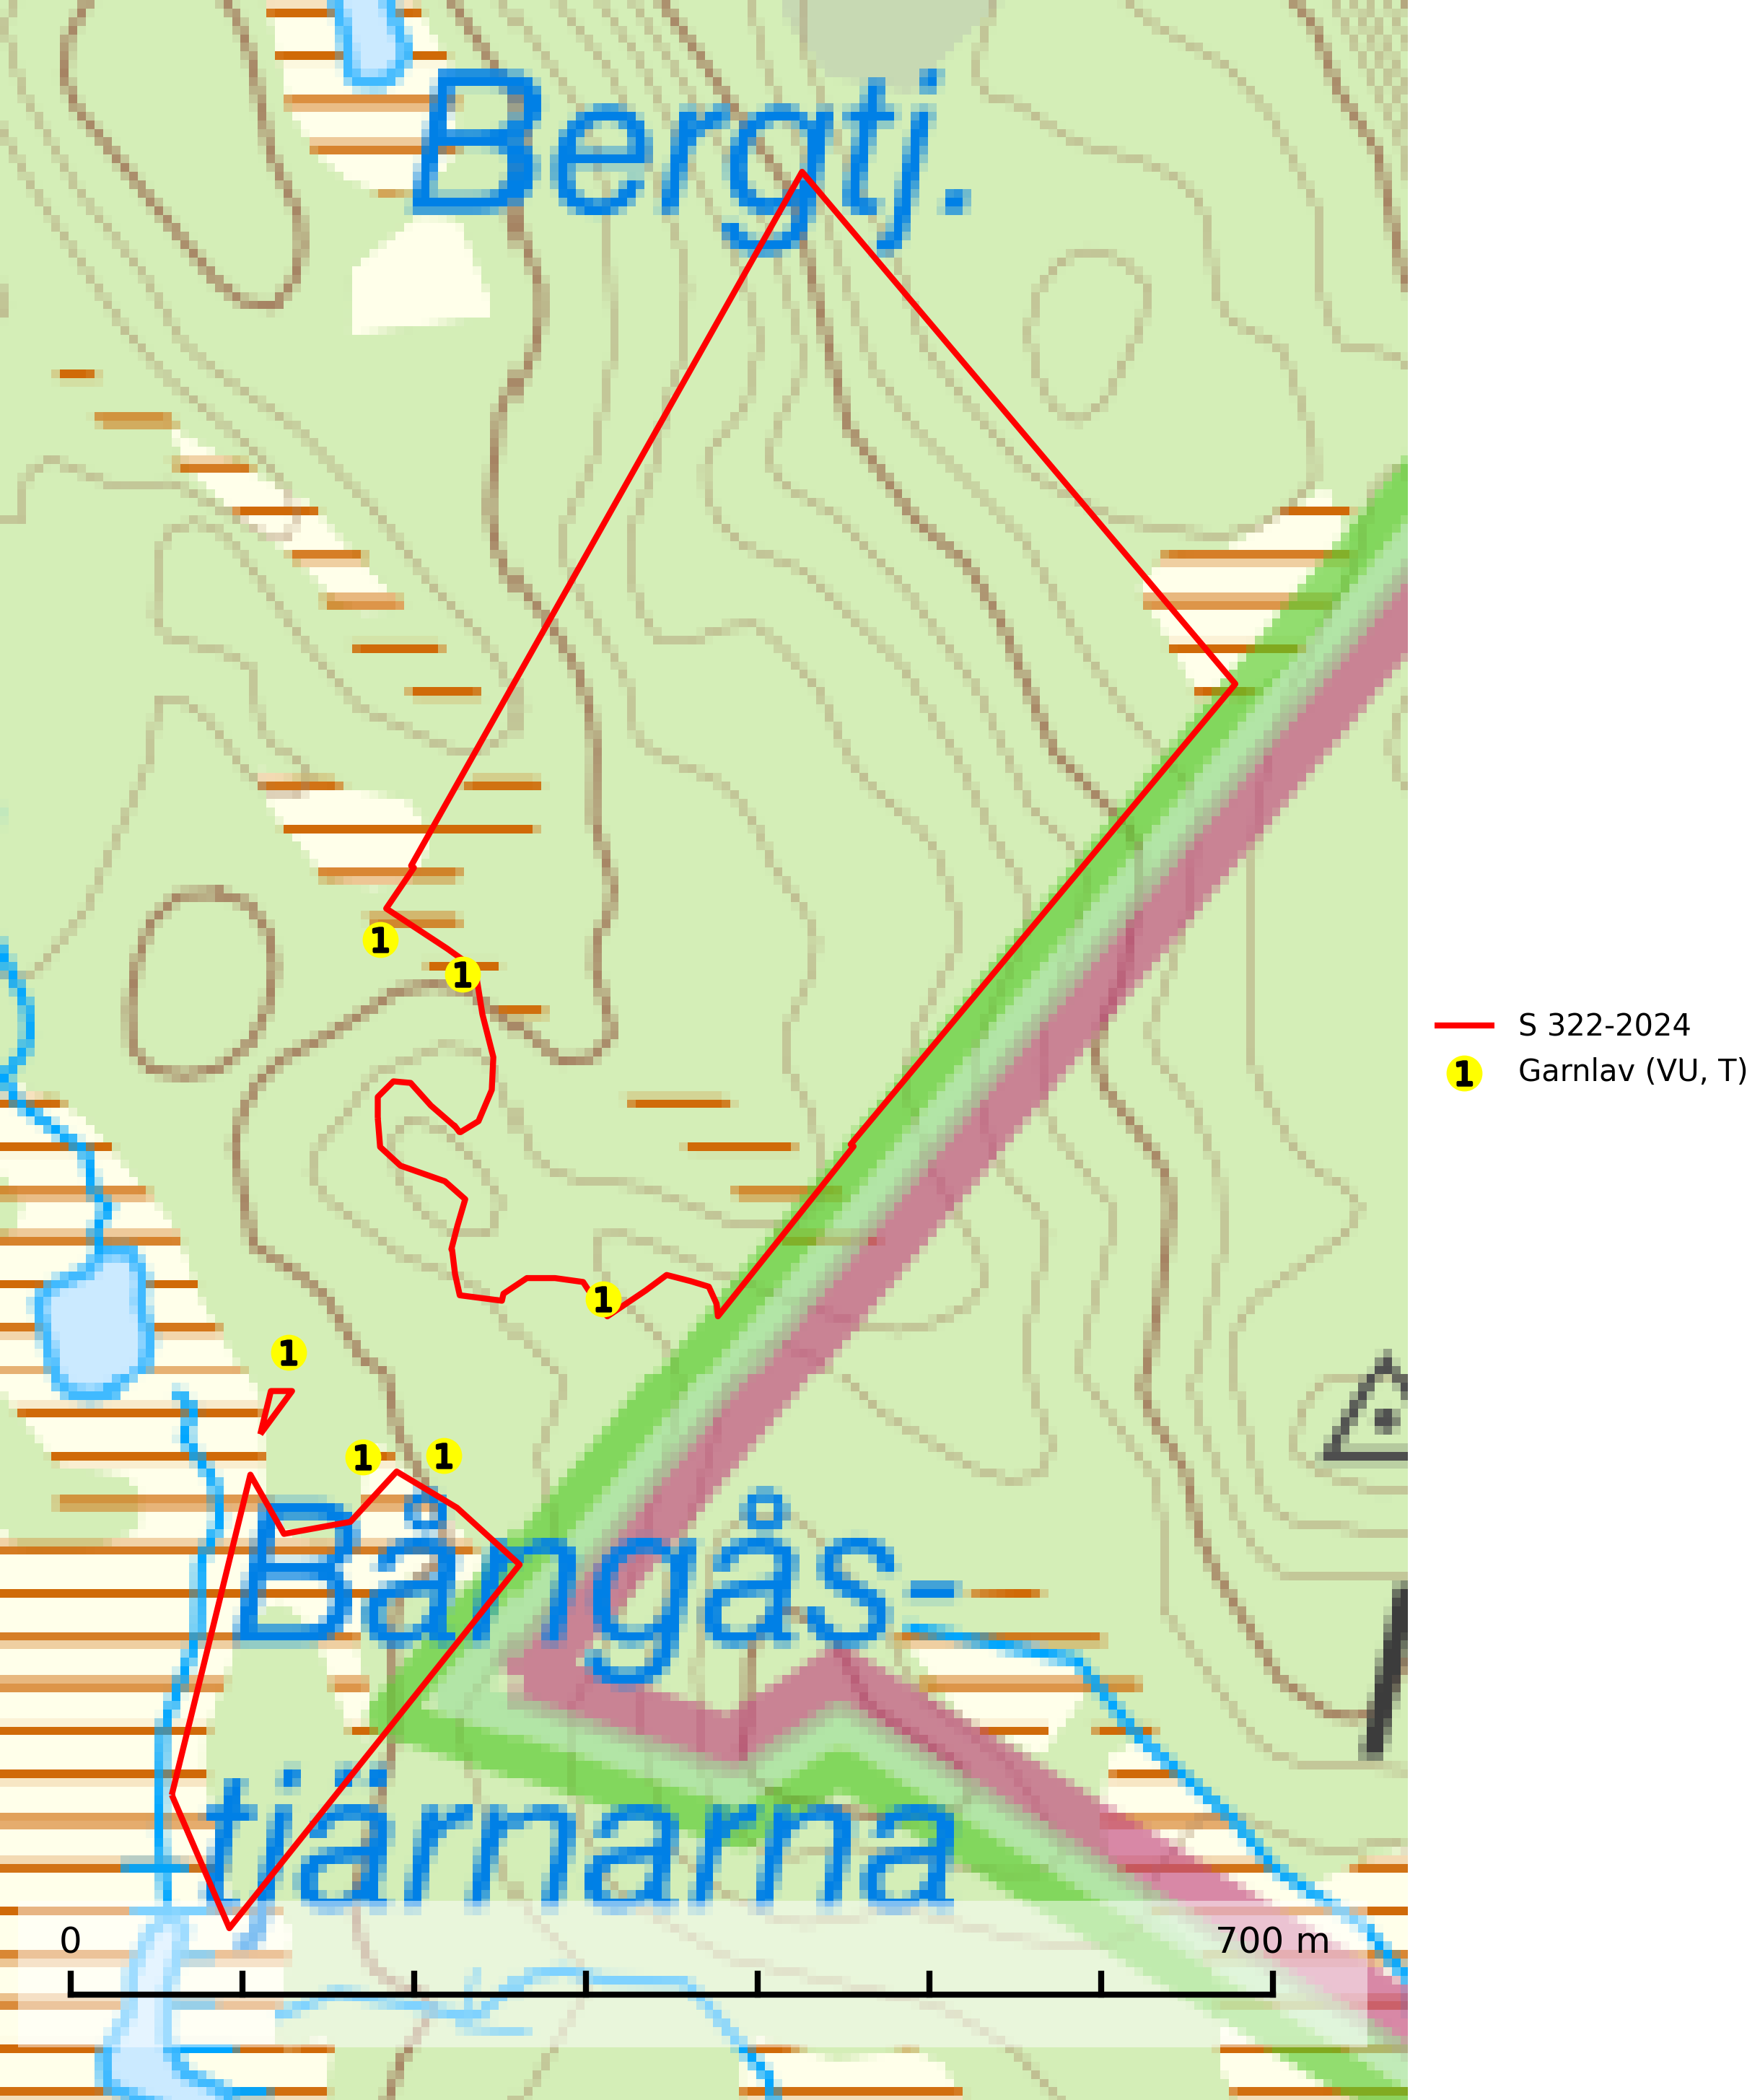 Bergtj.
1
1
S 322-2024
1 Garnlav (VU, T)
1
1
1
1
Bångås-
tjärnarna
0 700 m